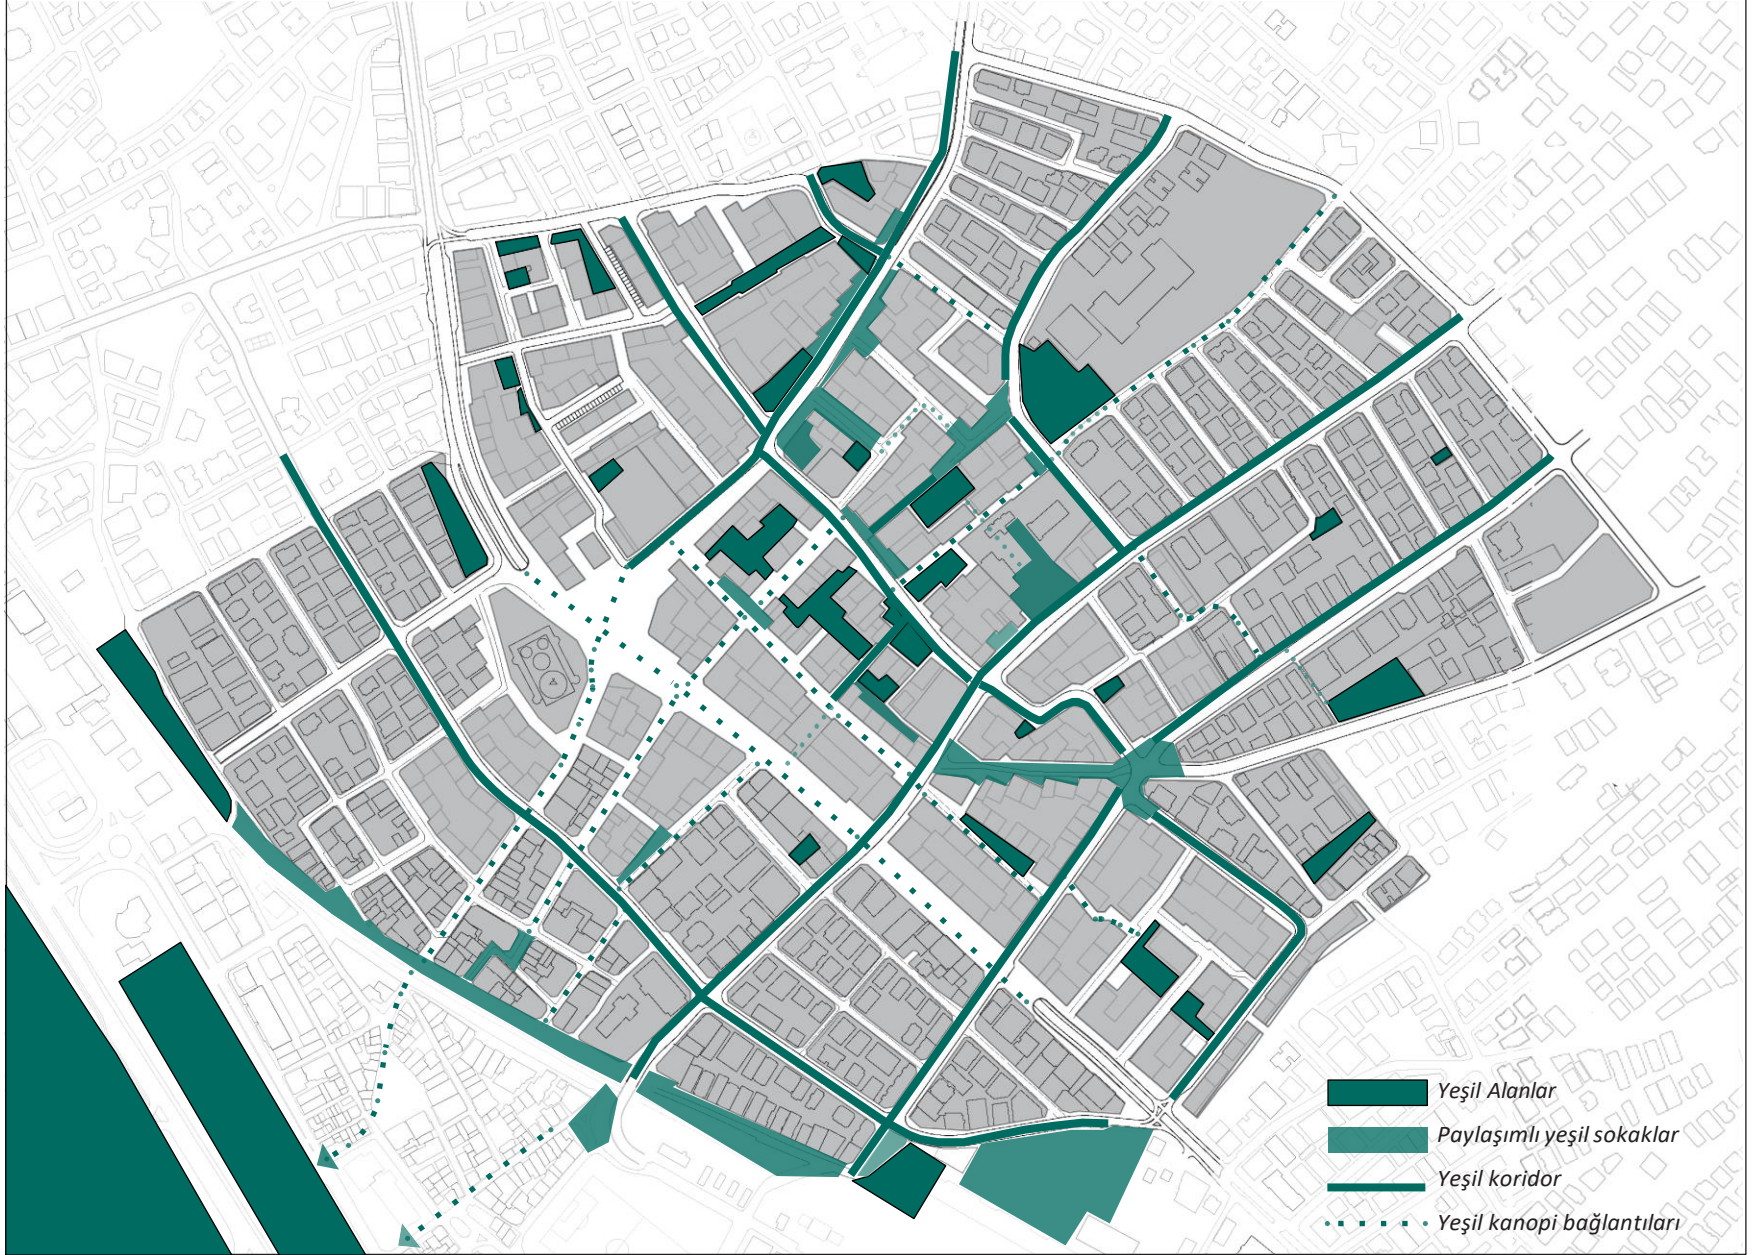 Yeşil Alanlar
Paylaşımlı yeşil sokaklar
Yeşil koridor
Yeşil kanopi bağlantıları